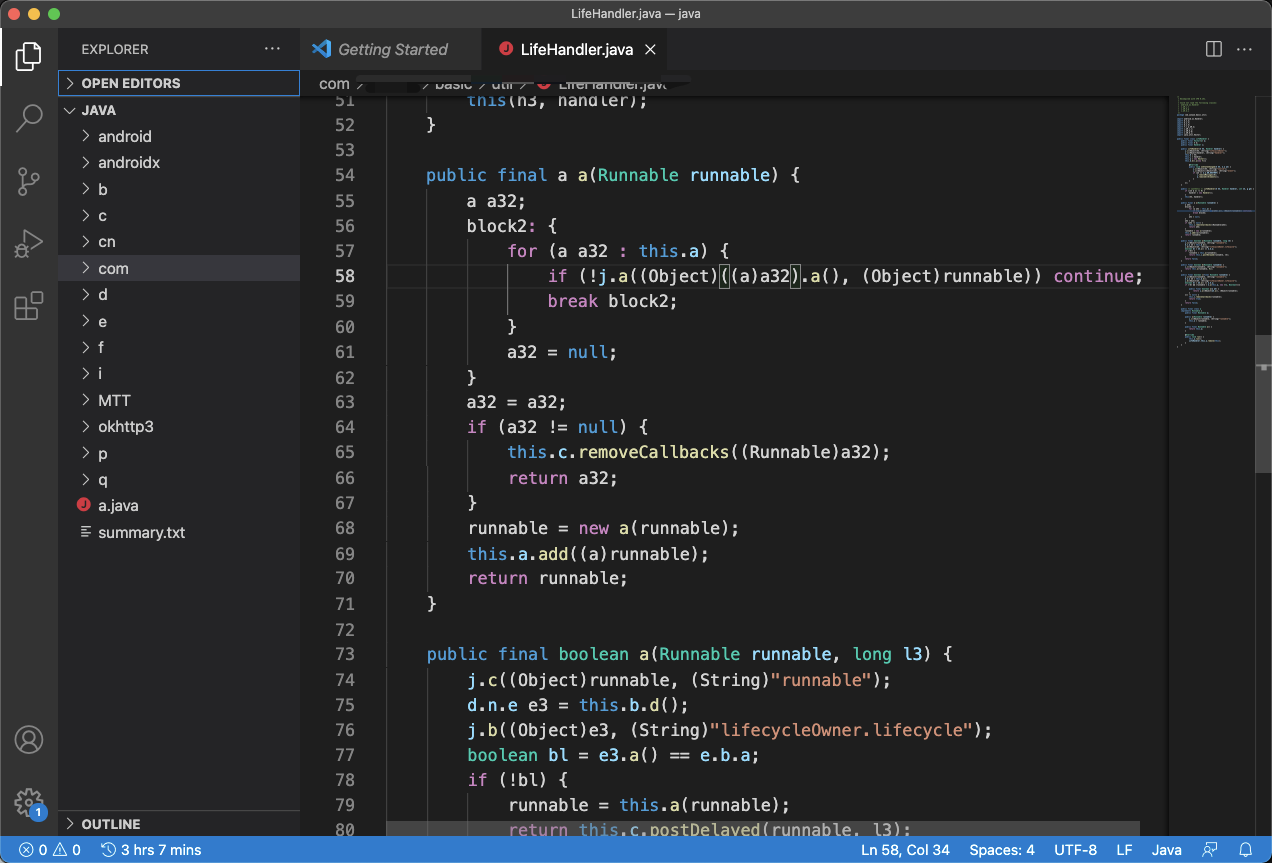 LifeHandler.java — java
EXPLORER
OPEN EDITORS
JAVA
android
androidx
b
c
cn
com
d
e
f
i
MTT
okhttp3
p
q
a.java
summary.txt
OUTLINE
1
Getting Started
LifeHandler.java
com basic util LifeHandler.java
51 this(h3, handler);
52 }
53
54 public final a a(Runnable runnable) {
55 a a32;
56 block2: {
57 for (a a32 : this.a) {
58 if (!j.a((Object)((a)a32).a(), (Object)runnable)) continue;
59 break block2;
60 }
61 a32 = null;
62 }
63 a32 = a32;
64 if (a32 != null) {
65 this.c.removeCallbacks((Runnable)a32);
66 return a32;
67 }
68 runnable = new a(runnable);
69 this.a.add((a)runnable);
70 return runnable;
71 }
72
73 public final boolean a(Runnable runnable, long l3) {
74 j.c((Object)runnable, (String)"runnable");
75 d.n.e e3 = this.b.d();
76 j.b((Object)e3, (String)"lifecycleOwner.lifecycle");
77 boolean bl = e3.a() == e.b.a;
78 if (!bl) {
79 runnable = this.a(runnable);
80 return this.c.postDelayed(runnable, l3);
0 0 3 hrs 7 mins Ln 58, Col 34 Spaces: 4 UTF-8 LF Java